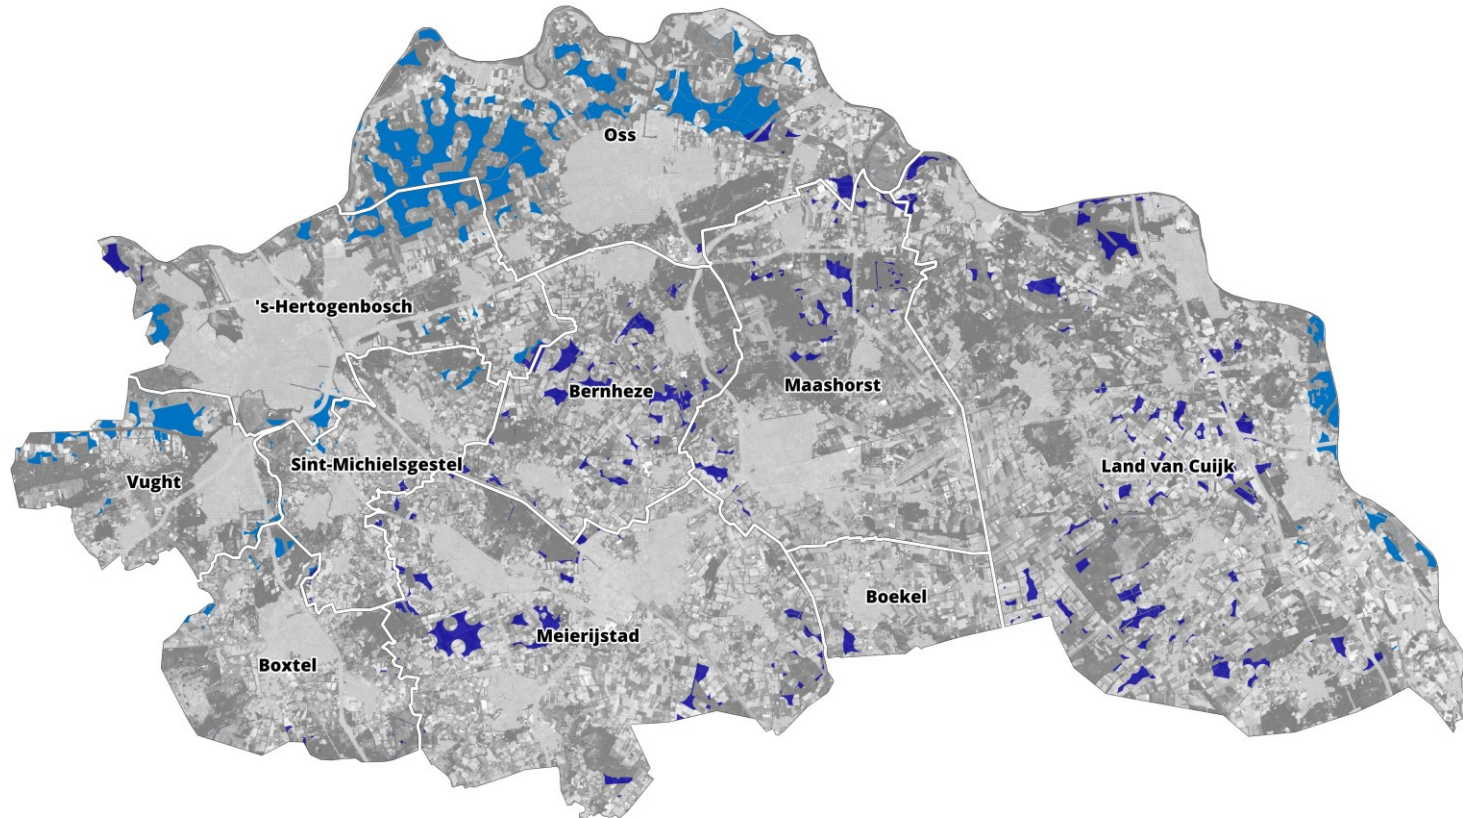 Oss
's-Hertogenbosch
Bernheze
Maashorst
Sint-Michielsgestel
Land van Cuijk
Vught
Boekel
Meierijstad
Boxtel